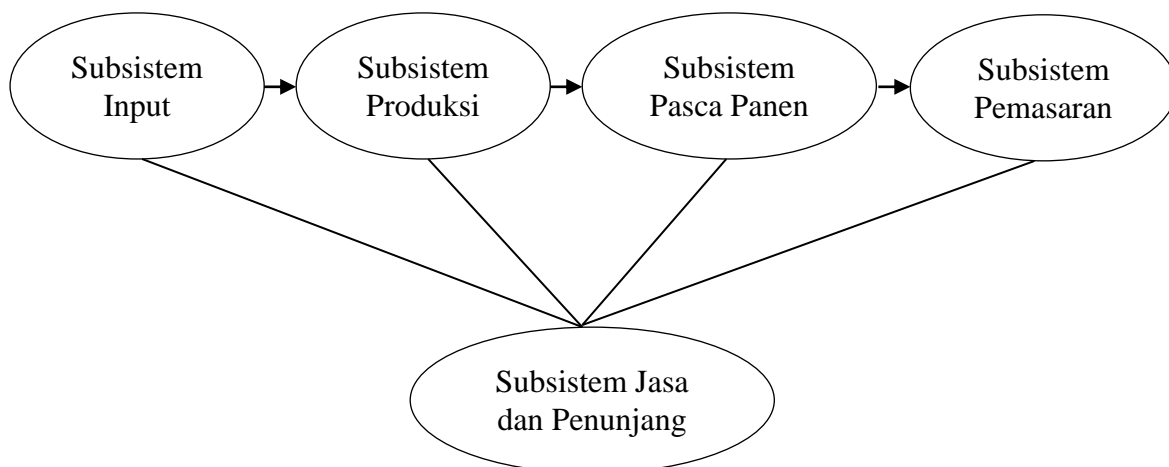 Subsistem
Input
Subsistem
Produksi
Subsistem
Pasca Panen
Subsistem
Pemasaran
Subsistem Jasa
dan Penunjang